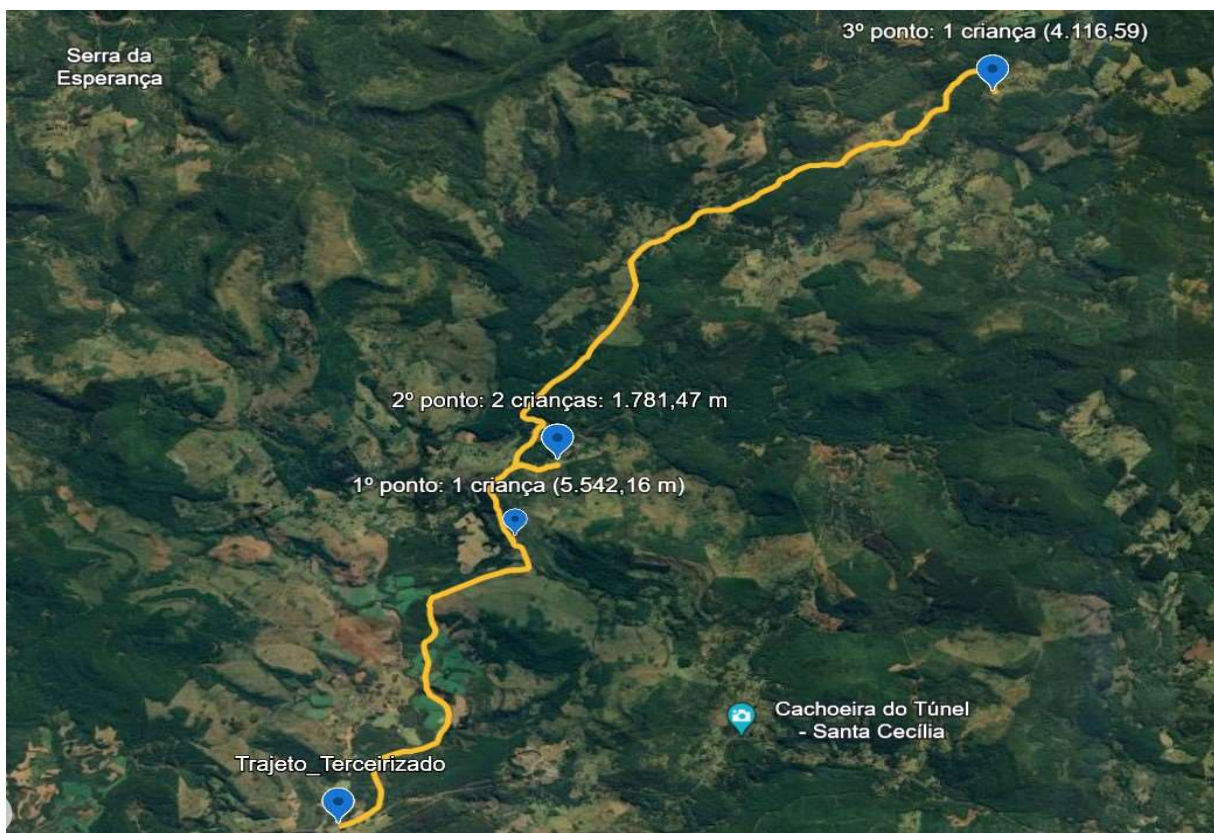 3º ponto: 1 criança (4.116,59)
Serra da
Esperança
2º ponto: 2 crianças: 1.781,47 m
1º ponto: 1 criança (5.542,16 m)
Cachoeira do Túnel
- Santa Cecília
Trajeto_Terceirizado